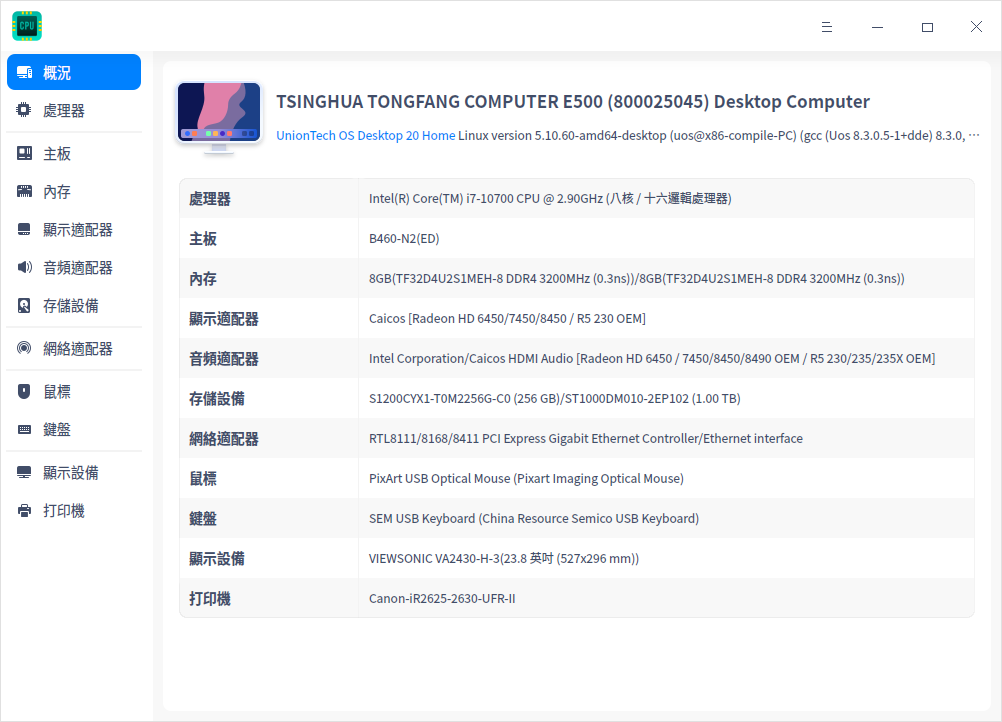 CPU
概況
處理器
主板
內存
顯示適配器
音頻適配器
存儲設備
網絡適配器
鼠標
鍵盤
顯示設備
打印機
TSINGHUA TONGFANG COMPUTER E500 (800025045) Desktop Computer
UnionTech OS Desktop 20 Home Linux version 5.10.60-amd64-desktop (uos@x86-compile-PC) (gcc (Uos 8.3.0.5-1+dde) 8.3.0, ···
處理器 Intel(R) Core(TM) i7-10700 CPU @ 2.90GHz (八核 / 十六邏輯處理器)
主板 B460-N2(ED)
內存 8GB(TF32D4U2S1MEH-8 DDR4 3200MHz (0.3ns))/8GB(TF32D4U2S1MEH-8 DDR4 3200MHz (0.3ns))
顯示適配器 Caicos [Radeon HD 6450/7450/8450 / R5 230 OEM]
音頻適配器 Intel Corporation/Caicos HDMI Audio [Radeon HD 6450 / 7450/8450/8490 OEM / R5 230/235/235X OEM]
存儲設備 S1200CYX1-T0M2256G-C0 (256 GB)/ST1000DM010-2EP102 (1.00 TB)
網絡適配器 RTL8111/8168/8411 PCI Express Gigabit Ethernet Controller/Ethernet interface
鼠標 PixArt USB Optical Mouse (Pixart Imaging Optical Mouse)
鍵盤 SEM USB Keyboard (China Resource Semico USB Keyboard)
顯示設備 VIEWSONIC VA2430-H-3(23.8 英吋 (527x296 mm))
打印機 Canon-iR2625-2630-UFR-II